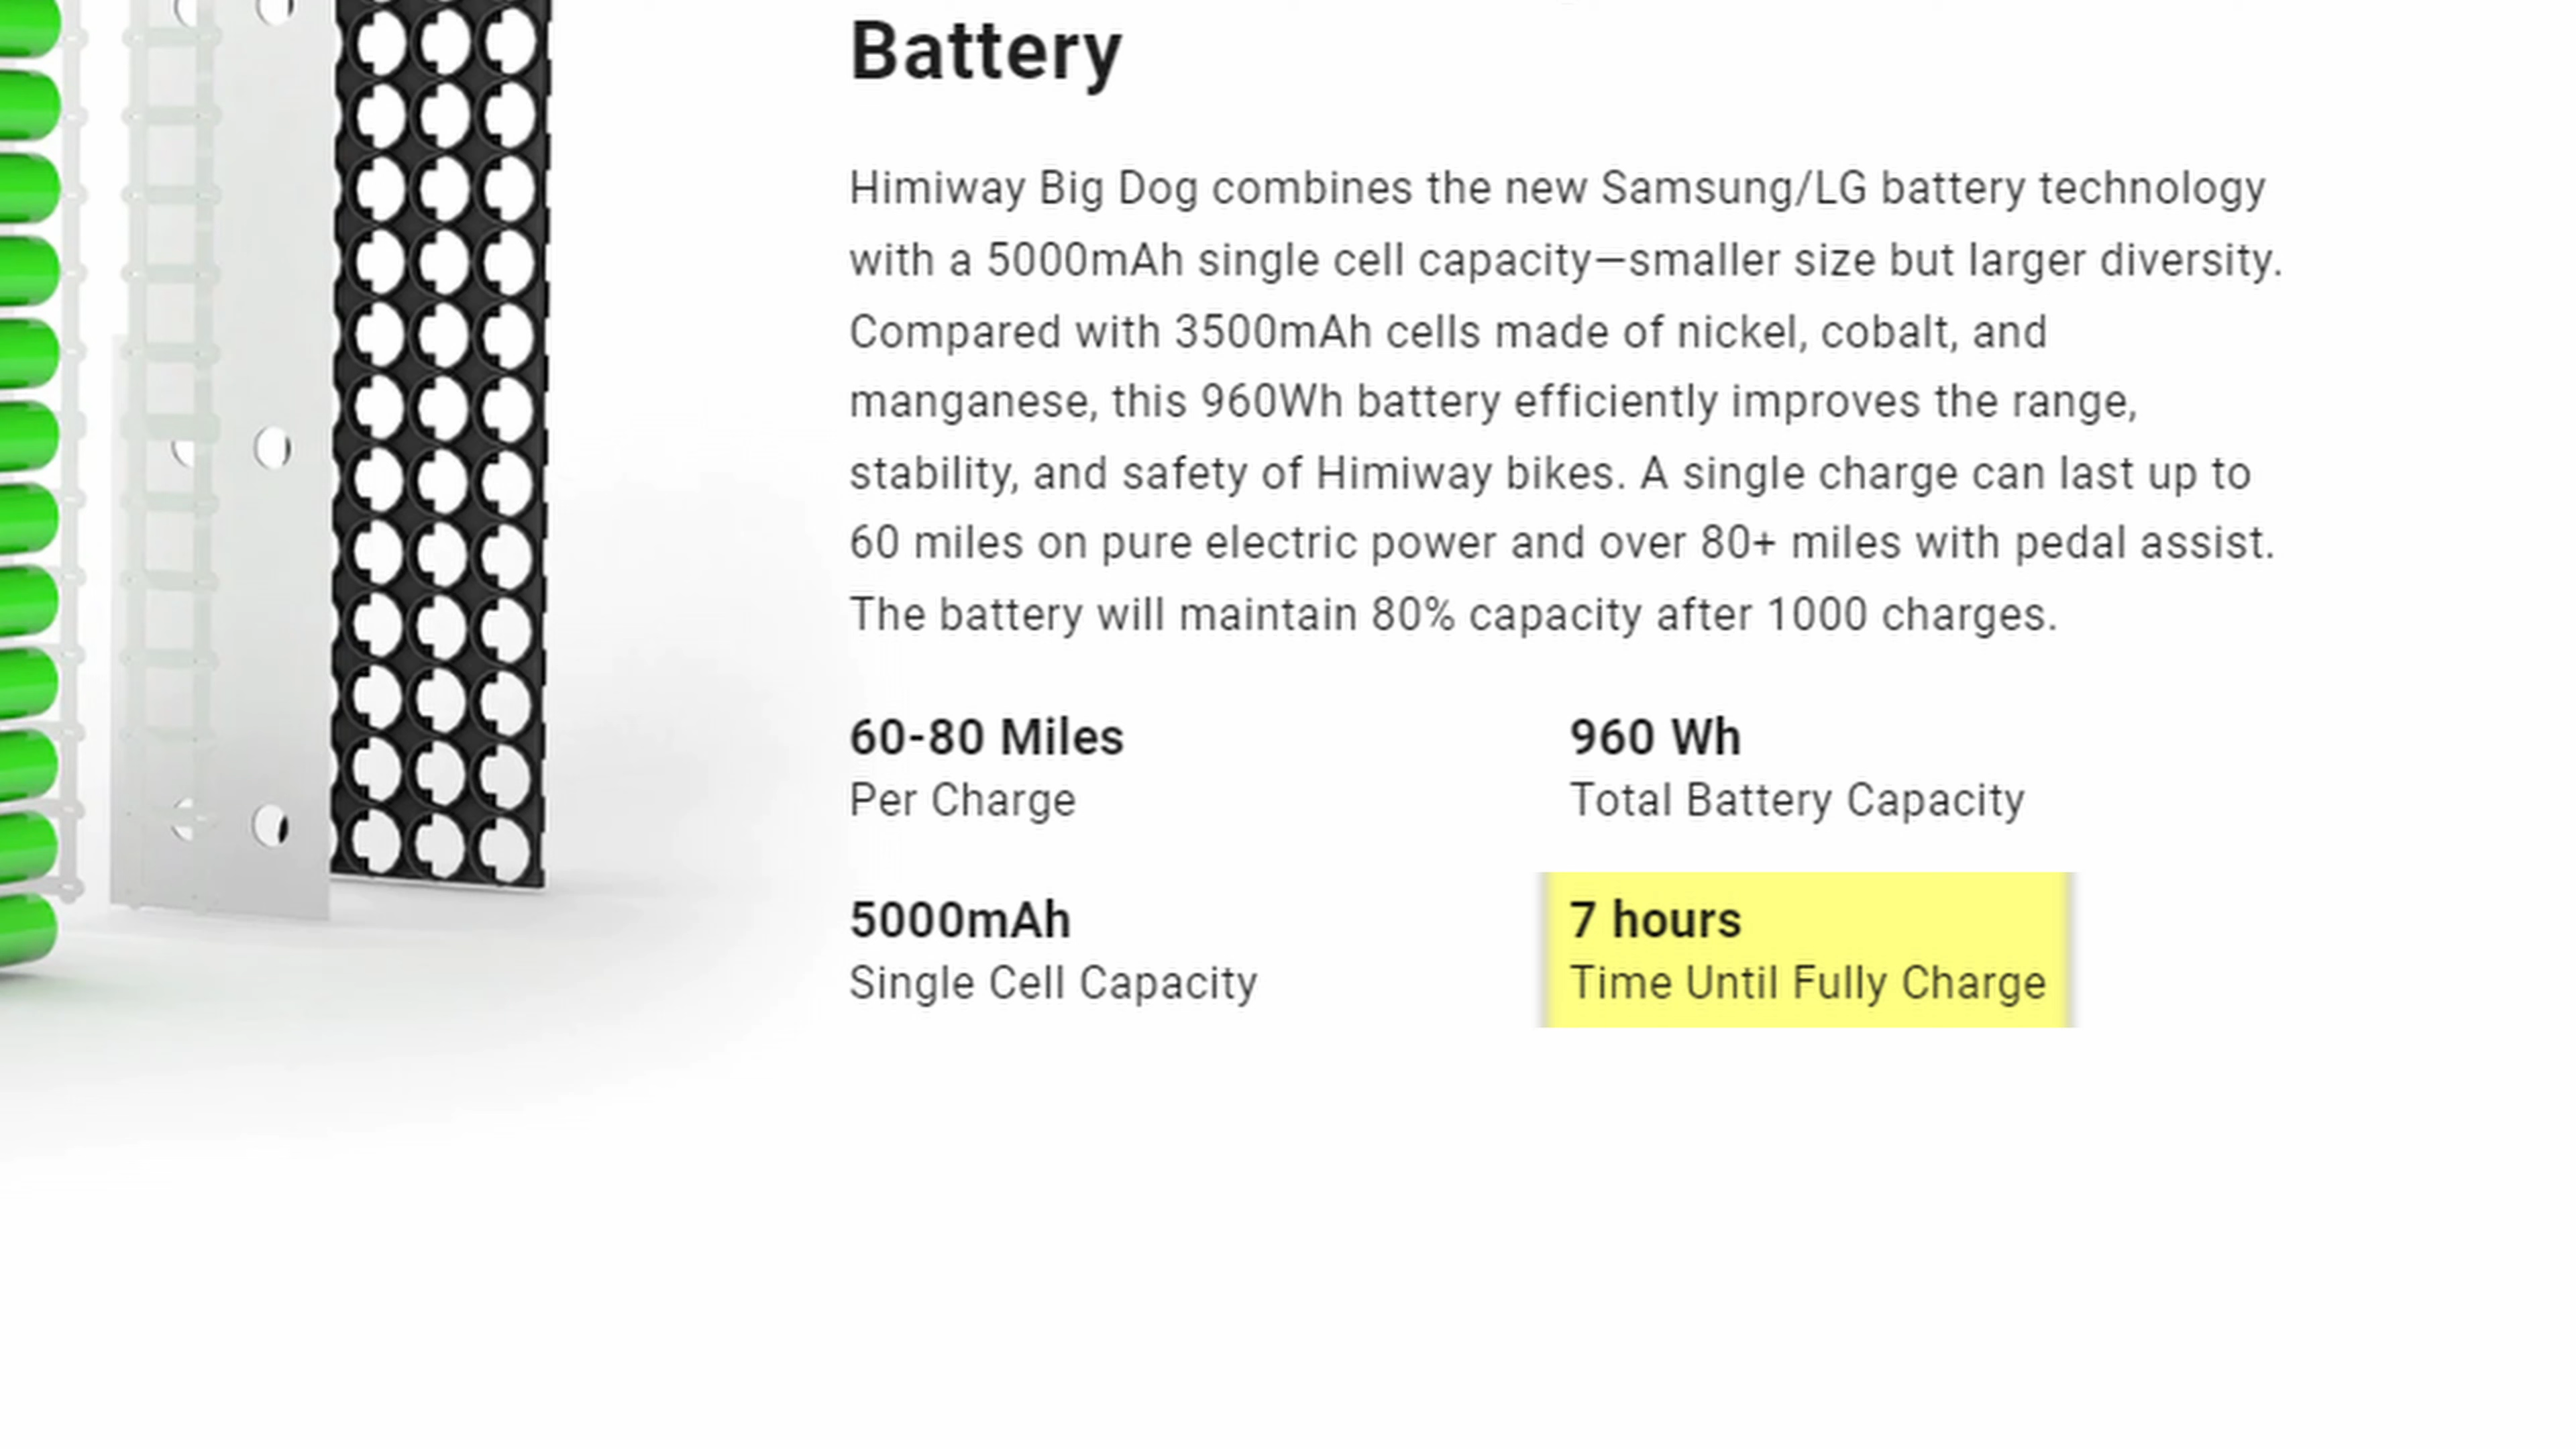 Battery
Himiway Big Dog combines the new Samsung/LG battery technology
with a 5000mAh single cell capacity—smaller size but larger diversity.
Compared with 3500mAh cells made of nickel, cobalt, and
manganese, this 960Wh battery efficiently improves the range,
stability, and safety of Himiway bikes. A single charge can last up to
60 miles on pure electric power and over 80+ miles with pedal assist.
The battery will maintain 80% capacity after 1000 charges.
60-80 Miles
Per Charge
960 Wh
Total Battery Capacity
5000mAh
Single Cell Capacity
7 hours
Time Until Fully Charge